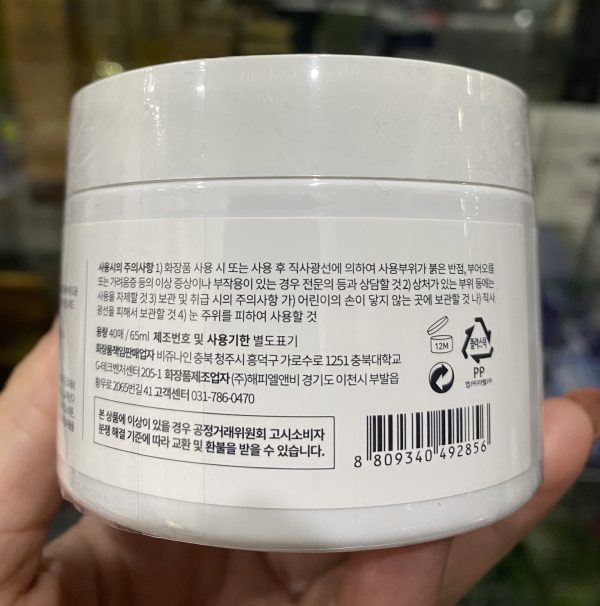 사용시의 주의사항 1) 화장품 사용 시 또는 사용 후 직사광선에 의하여 사용부위가 붉은 반점, 부어오름
또는 가려움증 등의 이상 증상이나 부작용이 있는 경우 전문의 등과 상담할 것 2) 상처가 있는 부위 등에는
사용을 자제할 것 3) 보관 및 취급 시의 주의사항 가) 어린이의 손이 닿지 않는 곳에 보관할 것 나) 직사
광선을 피해서 보관할 것 4) 눈 주위를 피하여 사용할 것
용량 40매 / 65ml 제조번호 및 사용기한 별도표기
화장품책임판매업자 비쥬나인 충북 청주시 흥덕구 가로수로 1251 충북대학교
G-테크벤처센터 205-1 화장품제조업자 (주)해피엘앤비 경기도 이천시 부발읍
황무로 2065번길 41 고객센터 031-786-0470
본 상품에 이상이 있을 경우 공정거래위원회 고시소비자
분쟁 해결 기준에 따라 교환 및 환불을 받을 수 있습니다.
12M
플라스틱
PP
캡:PP/라벨:PP
8 809340 492856